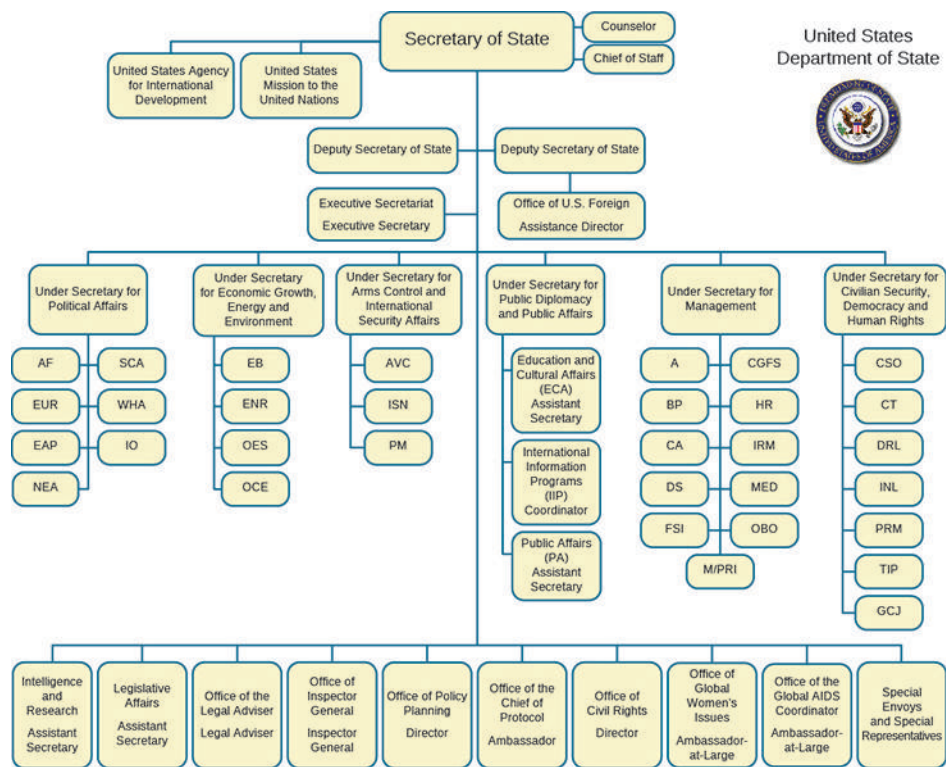 Secretary of State
Counselor
Chief of Staff
United States
Department of State
United States Agency
for International
Development
United States
Mission to the
United Nations
Deputy Secretary of State
Deputy Secretary of State
Executive Secretariat
Executive Secretary
Office of U.S. Foreign
Assistance Director
Under Secretary for
Political Affairs
Under Secretary
for Economic Growth,
Energy and
Environment
Under Secretary for
Arms Control and
International
Security Affairs
Under Secretary for
Public Diplomacy
and Public Affairs
Under Secretary for
Management
Under Secretary for
Civilian Security,
Democracy and
Human Rights
AF
SCA
EUR
WHA
EAP
IO
NEA
EB
ENR
OES
OCE
AVC
ISN
PM
Education and
Cultural Affairs
(ECA)
Assistant
Secretary
International
Information
Programs
(IIP)
Coordinator
Public Affairs
(PA)
Assistant
Secretary
A
CGFS
BP
HR
CA
IRM
DS
MED
FSI
OBO
M/PRI
CSO
CT
DRL
INL
PRM
TIP
GCJ
Intelligence
and
Research
Assistant
Secretary
Legislative
Affairs
Assistant
Secretary
Office of the
Legal Adviser
Legal Adviser
Office of
Inspector
General
Inspector
General
Office of Policy
Planning
Director
Office of the
Chief of
Protocol
Ambassador
Office of
Civil Rights
Director
Office of
Global
Women's
Issues
Ambassador-
at-Large
Office of the
Global AIDS
Coordinator
Ambassador-
at-Large
Special
Envoys
and Special
Representatives